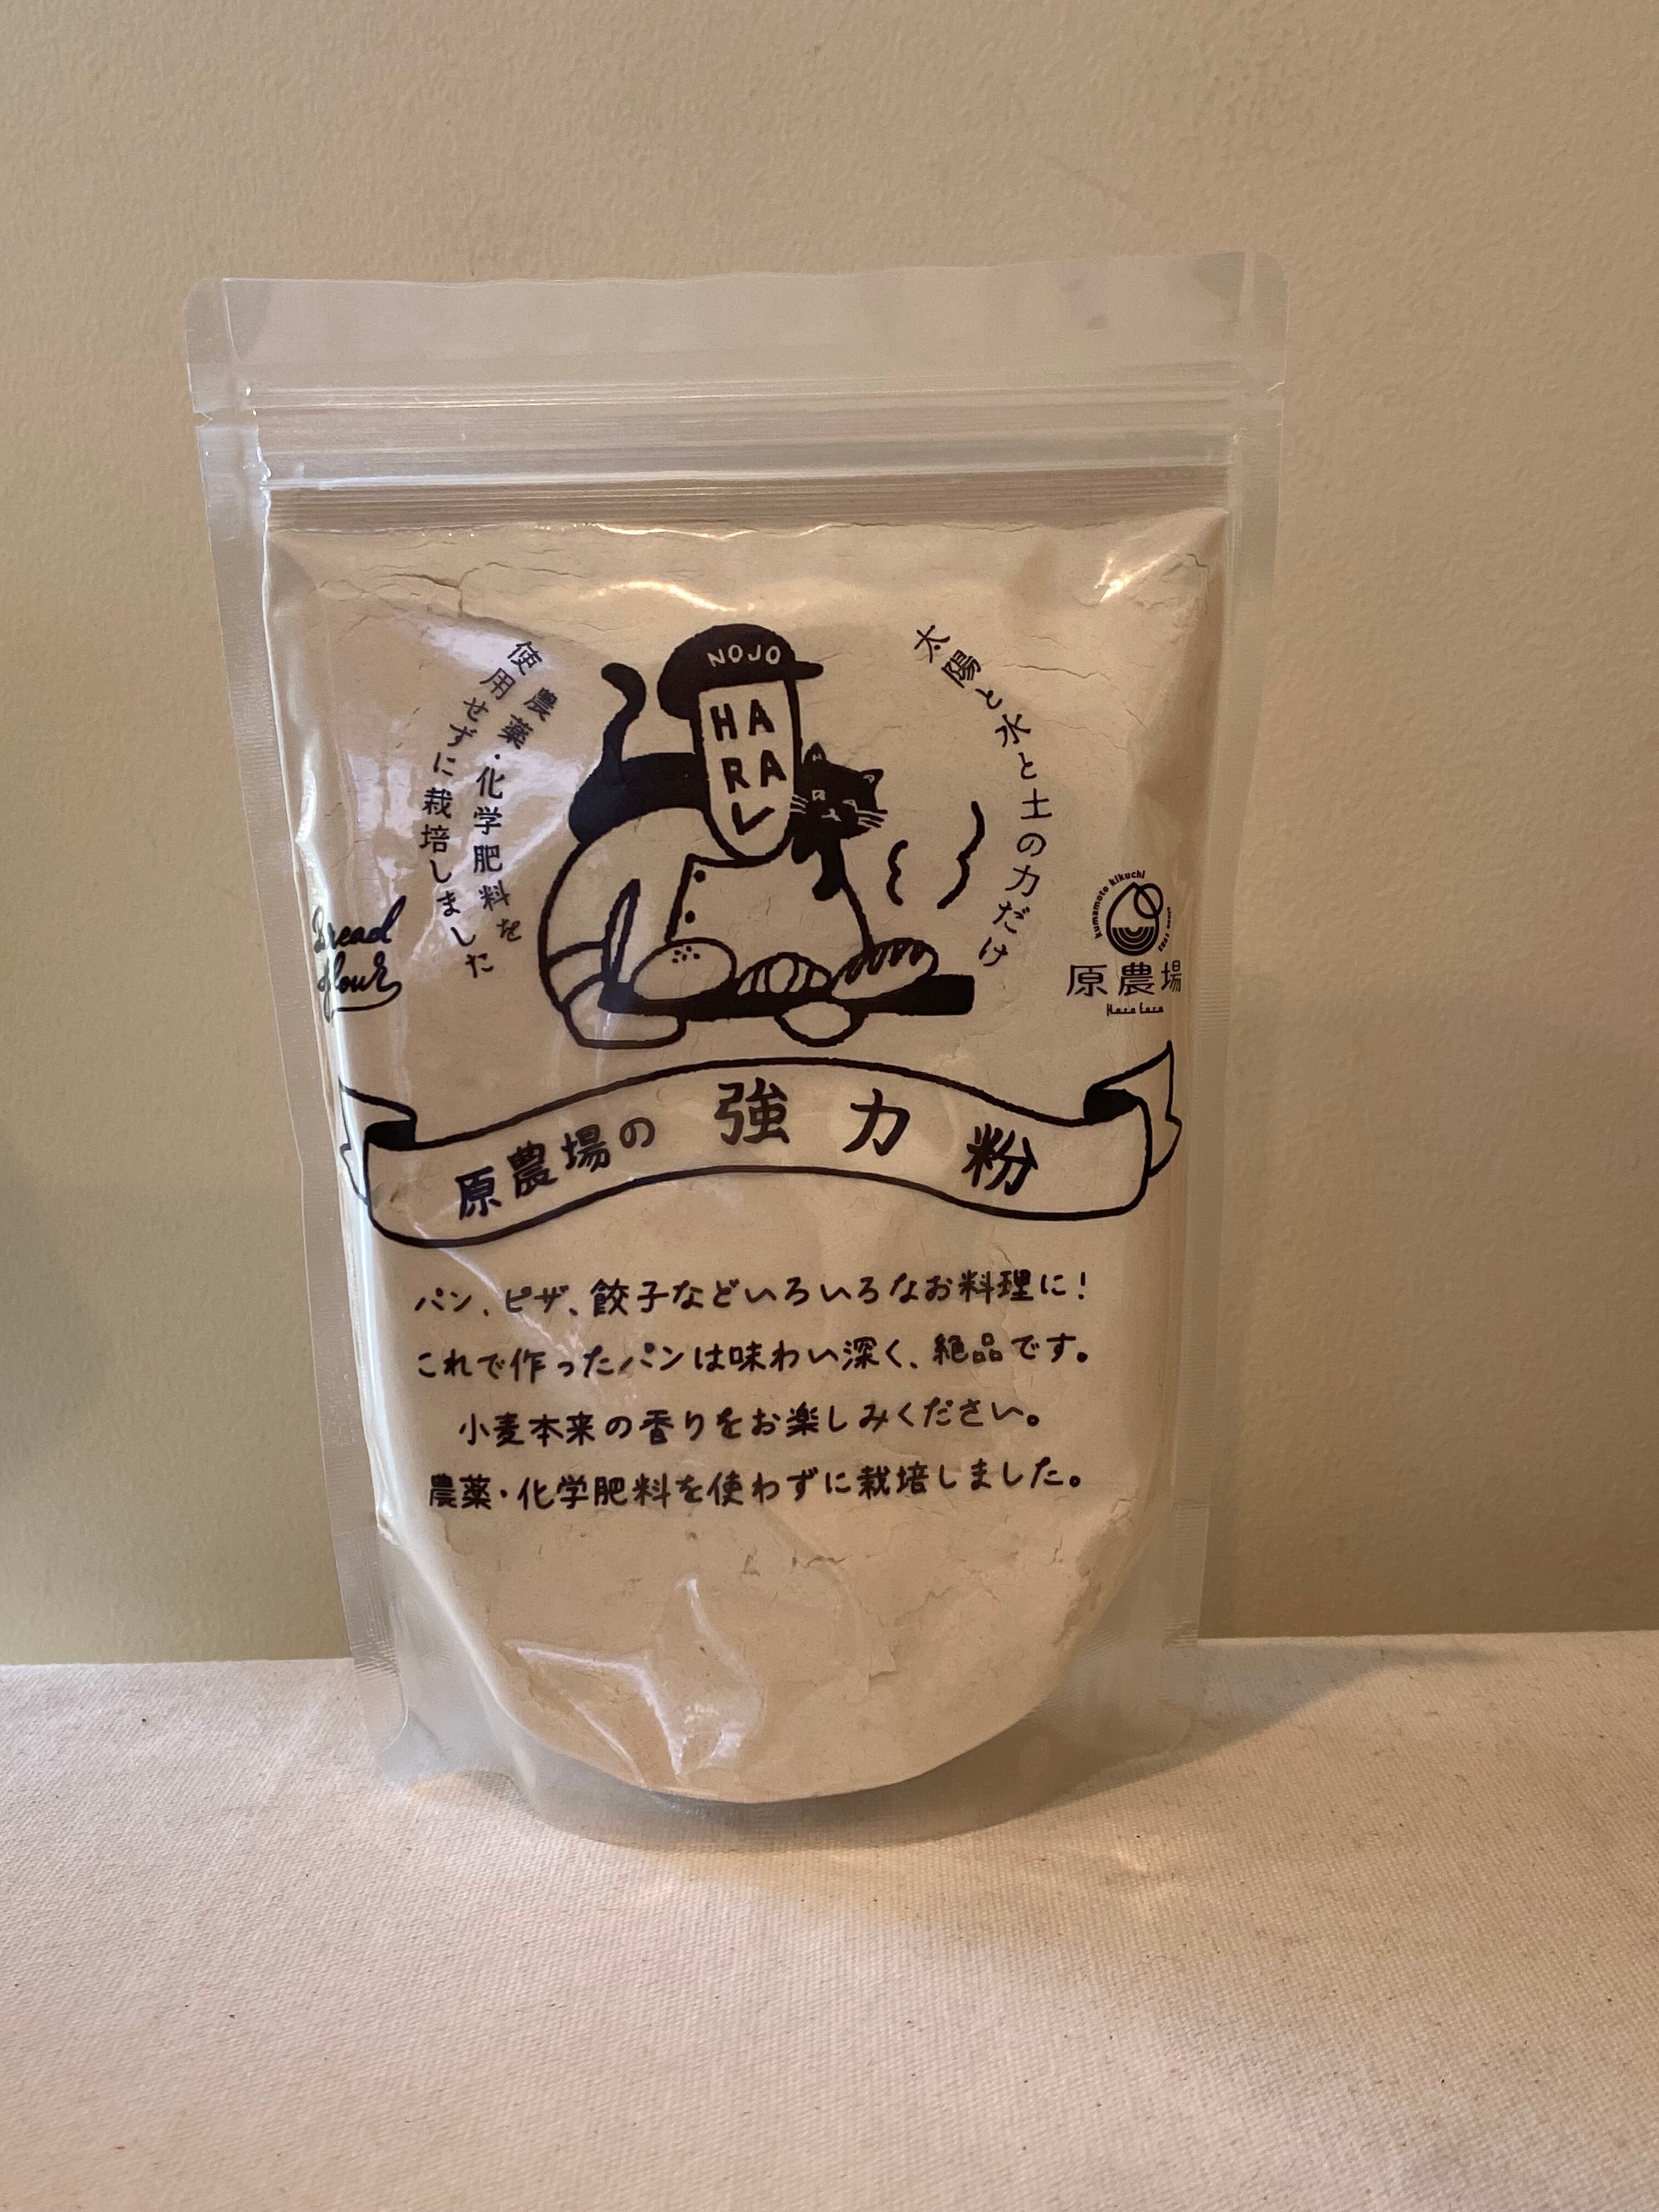 NOJO
HA
RA
農薬・化学肥料を
使用せずに栽培しました
太陽と水と土の力だけ
Bread
flour
kumamoto kikuchi
原農場
原農場の 強力粉
パン、ピザ、餃子などいろいろなお料理に!
これで作ったパンは味わい深く、絶品です。
小麦本来の香りをお楽しみください。
農薬・化学肥料を使わずに栽培しました。